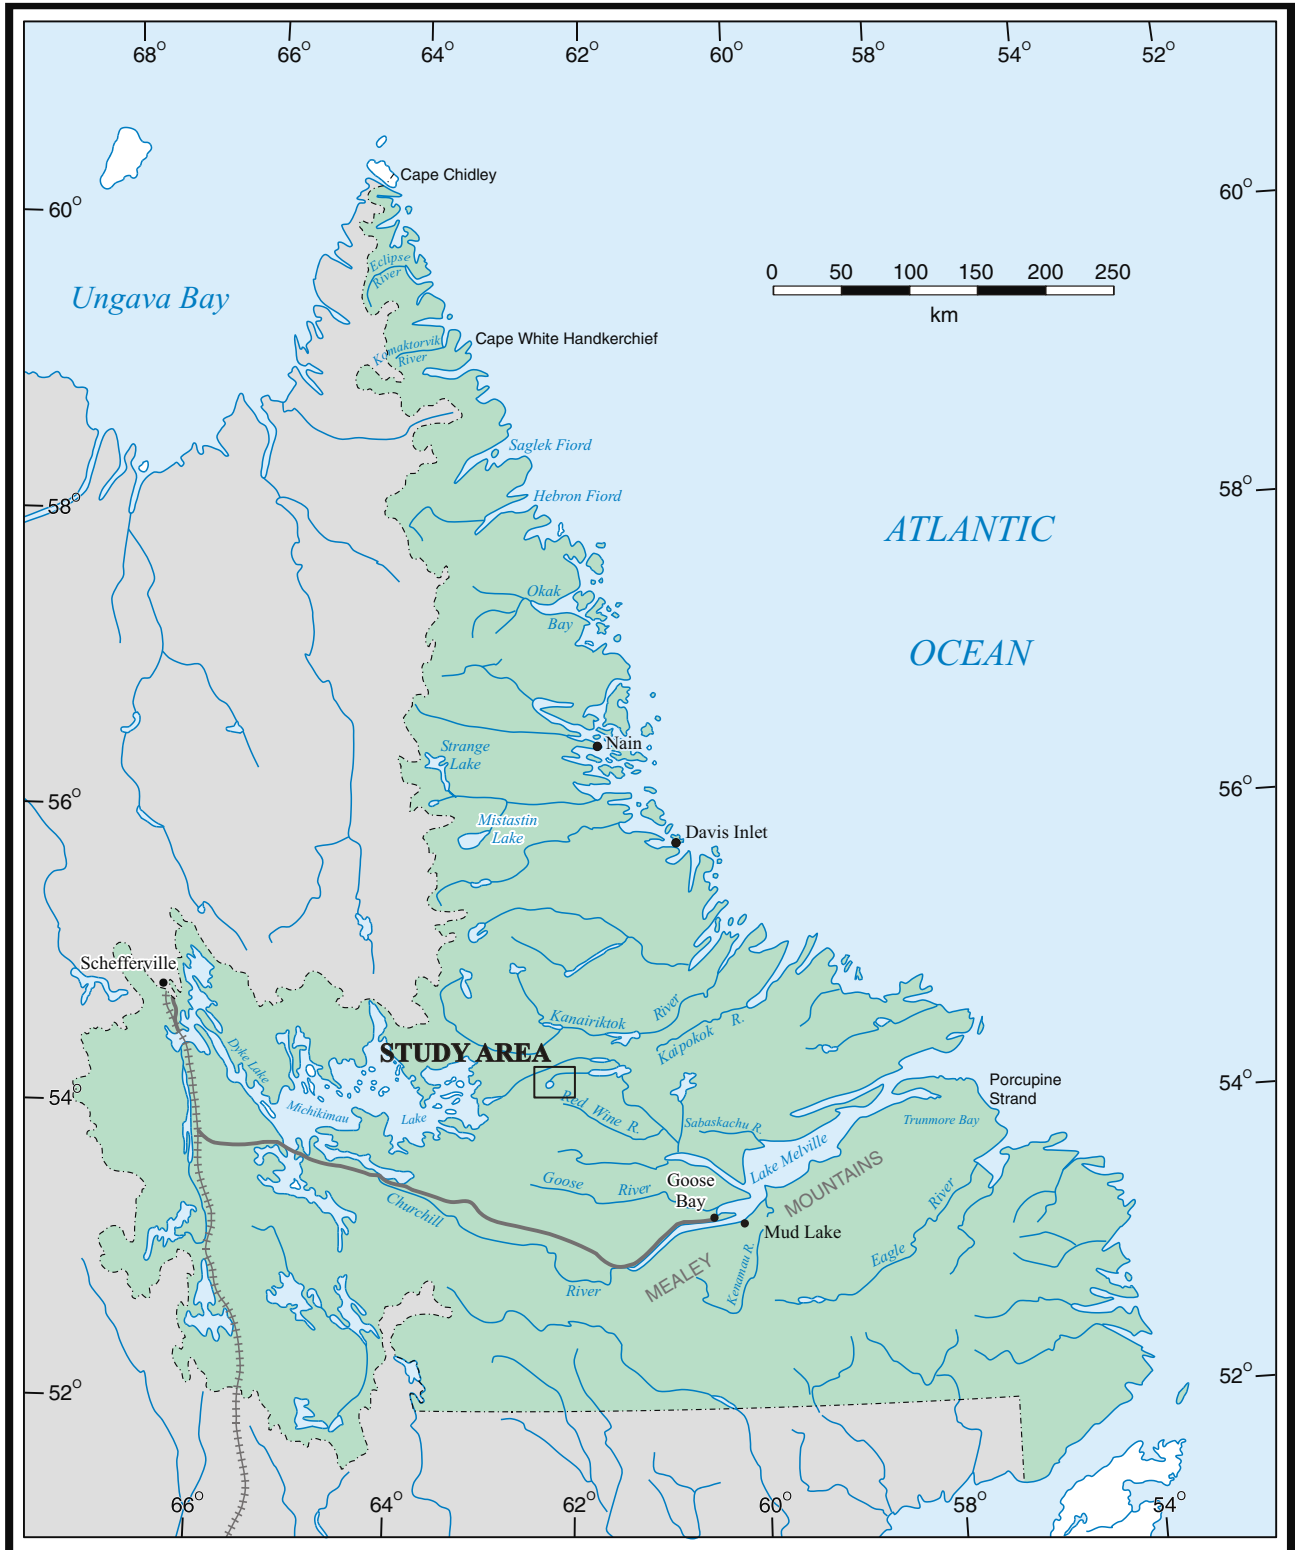 68° 66° 64° 62° 60° 58° 54° 52°
Cape Chidley
60° 60°
Eclipse
River
0 50 100 150 200 250
km
Ungava Bay
Cape White Handkerchief
Komaktorvik
River
Saglek Fiord
58° 58°
Hebron Fiord
ATLANTIC
OCEAN
Okak
Bay
Nain
Strange
Lake
56° 56°
Mistastin
Lake
Davis Inlet
Schefferville
Kanairiktok River
Kaipokok R.
STUDY AREA
Dyke Lake
54° 54°
Porcupine
Strand
Michikimau Lake
Red Wine R.
Sabaskachu R.
Trunmore Bay
Lake Melville
Goose River
Goose
Bay
Mud Lake
MEALEY MOUNTAINS
Churchill River
Kenamau R.
Eagle River
52° 52°
66° 64° 62° 60° 58° 54°